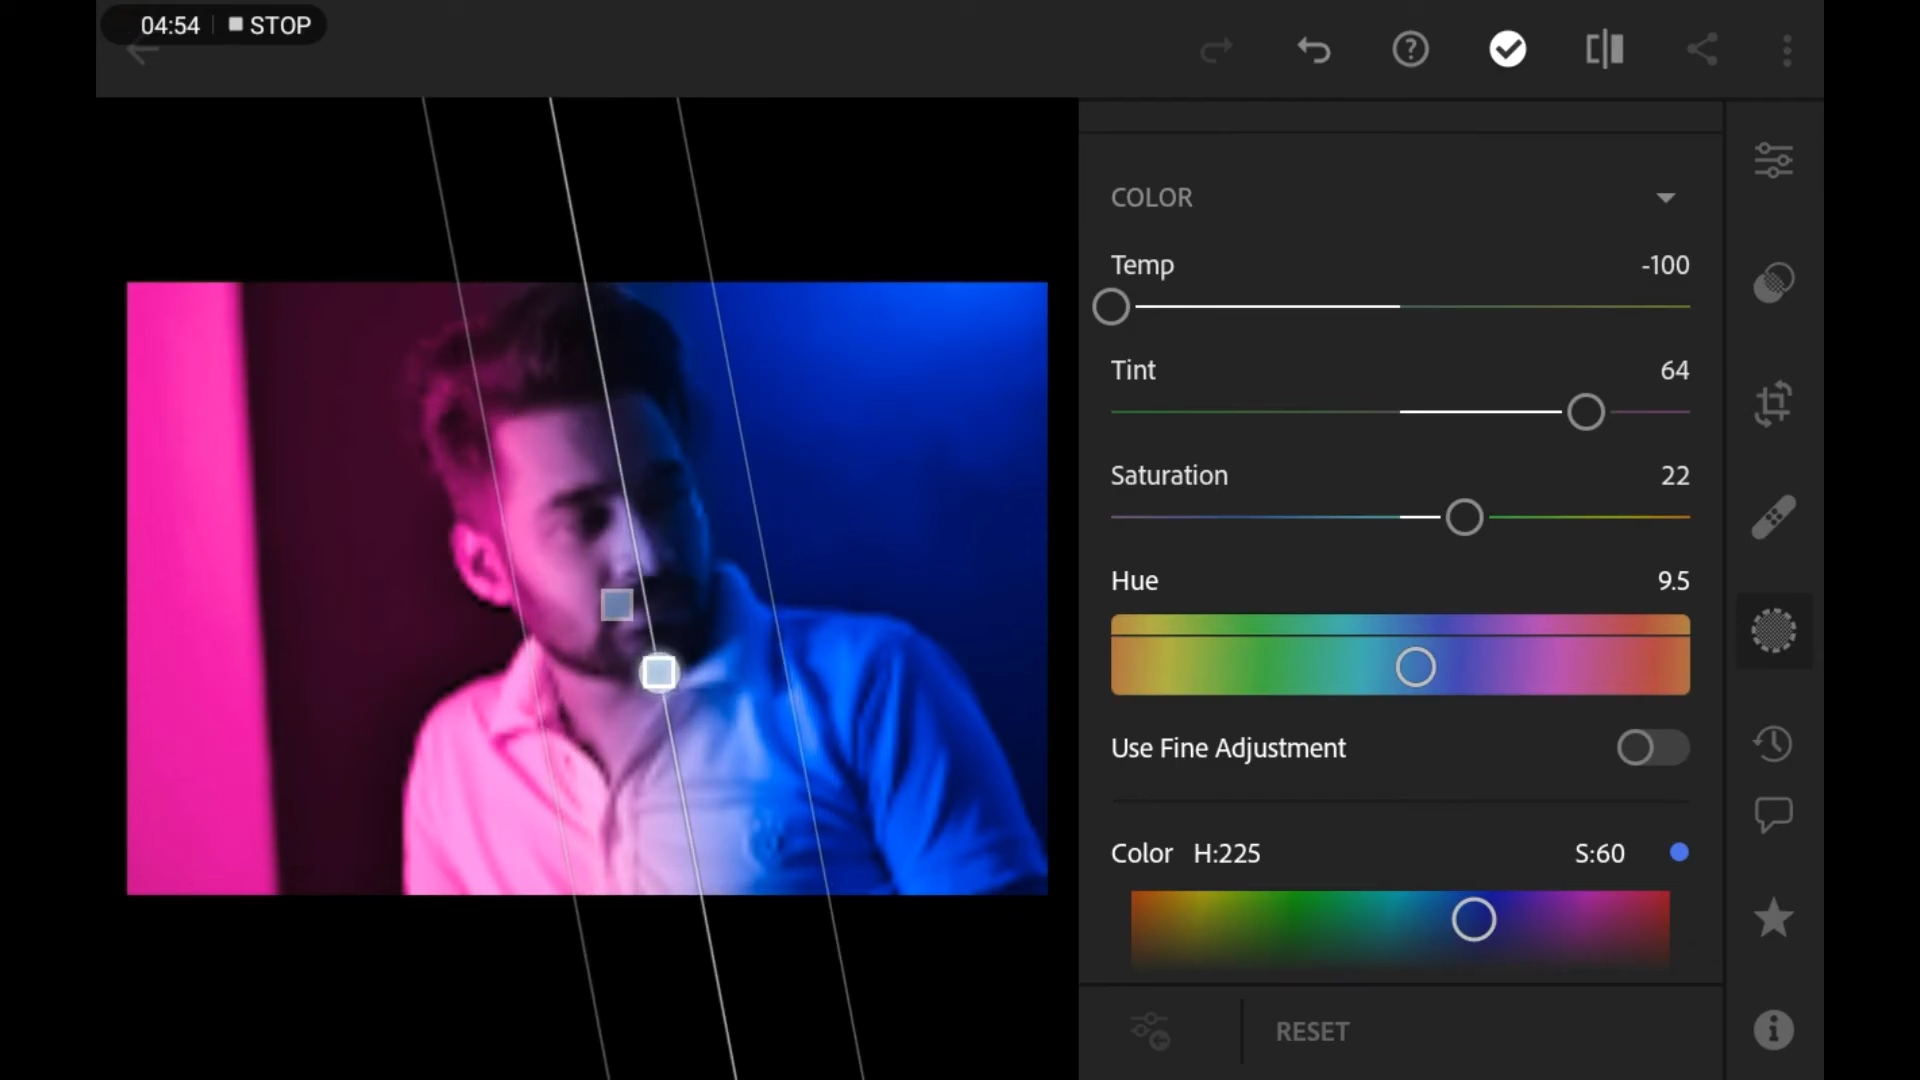 04:54 STOP
COLOR
Temp -100
Tint 64
Saturation 22
Hue 9.5
Use Fine Adjustment
Color H:225 S:60
RESET